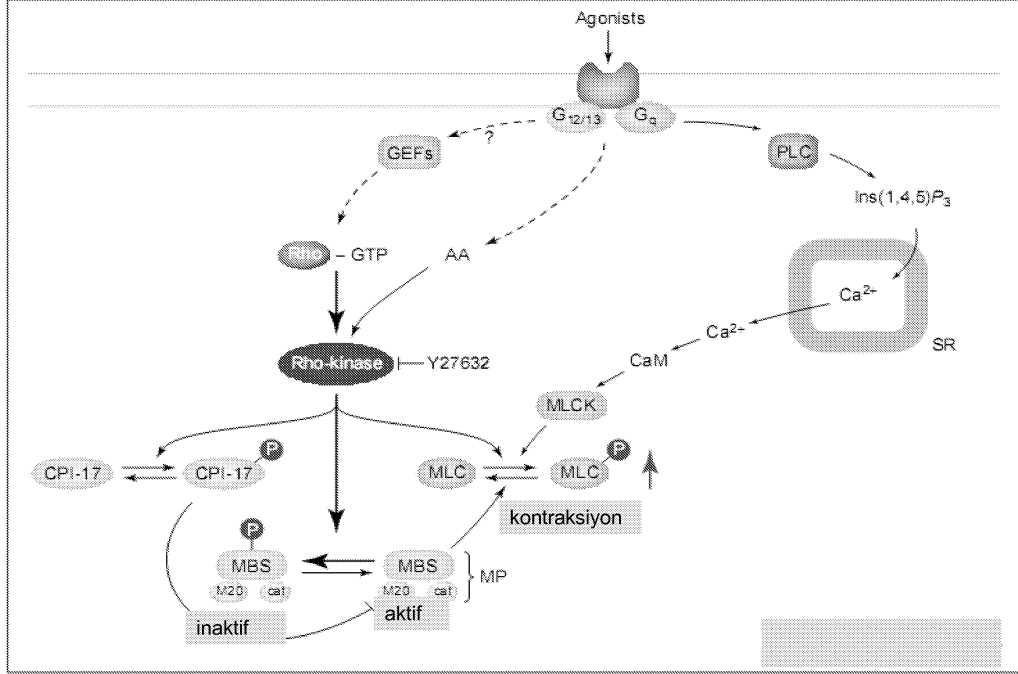 Agonists
G12/13
Gq
?
GEFs
PLC
Ins(1,4,5)P3
Rho – GTP
AA
Ca2+
Ca2+
SR
CaM
Rho-kinase
Y27632
MLCK
P
P
CPI-17
CPI-17
MLC
MLC
kontraksiyon
P
MBS
MBS
MP
M20
cat
M20
cat
inaktif
aktif